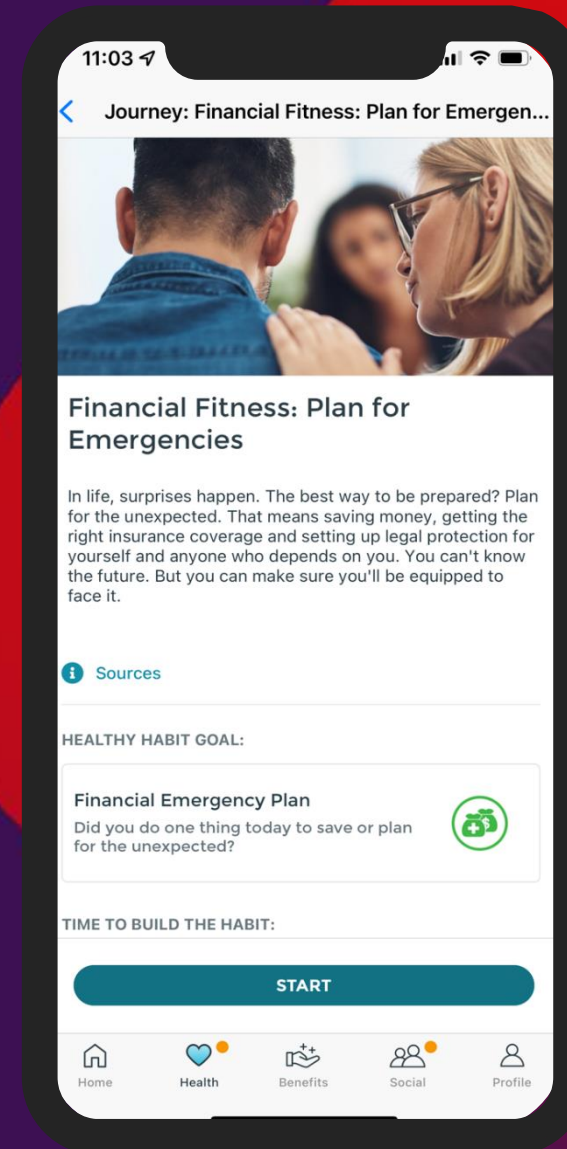 11:03
Journey: Financial Fitness: Plan for Emergen...
Financial Fitness: Plan for
Emergencies
In life, surprises happen. The best way to be prepared? Plan
for the unexpected. That means saving money, getting the
right insurance coverage and setting up legal protection for
yourself and anyone who depends on you. You can't know
the future. But you can make sure you'll be equipped to
face it.
Sources
HEALTHY HABIT GOAL:
Financial Emergency Plan
Did you do one thing today to save or plan
for the unexpected?
TIME TO BUILD THE HABIT:
START
Home Health Benefits Social Profile